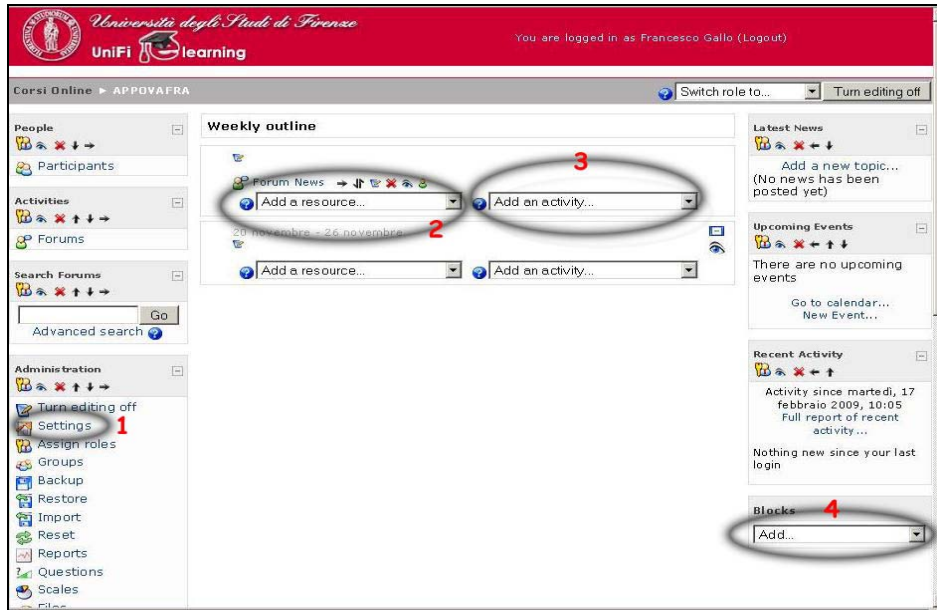 Università degli Studi di Firenze
UniFi learning
You are logged in as Francesco Gallo (Logout)
Corsi Online ► APPOVAFRA
Switch role to...
Turn editing off
People
Participants
Activities
Forums
Search Forums
Go
Advanced search
Administration
Turn editing off
Settings
1
Assign roles
Groups
Backup
Restore
Import
Reset
Reports
Questions
Scales
Files
Weekly outline
3
Forum News
Add a resource...
Add an activity...
20 novembre - 26 novembre
2
Add a resource...
Add an activity...
Latest News
Add a new topic...
(No news has been
posted yet)
Upcoming Events
There are no upcoming
events
Go to calendar...
New Event...
Recent Activity
Activity since martedì, 17
febbraio 2009, 10:05
Full report of recent
activity...
Nothing new since your last
login
Blocks
4
Add...